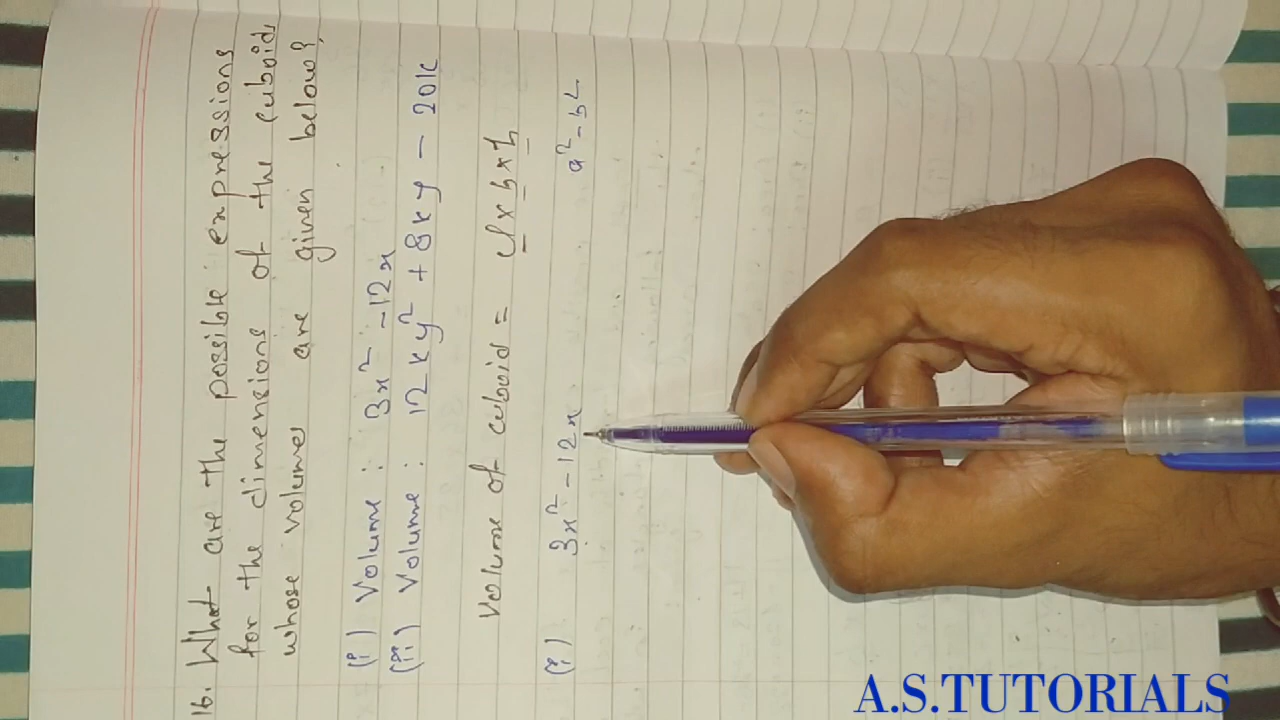 16. What are the possible expressions
for the dimensions of the cuboids
whose volumes are given below?
(i) Volume : 3x² - 12x
(ii) Volume : 12ky² + 8ky - 20k
Volume of cuboid = l x b x h
(i) 3x² - 12x a² - b²
A.S.TUTORIALS